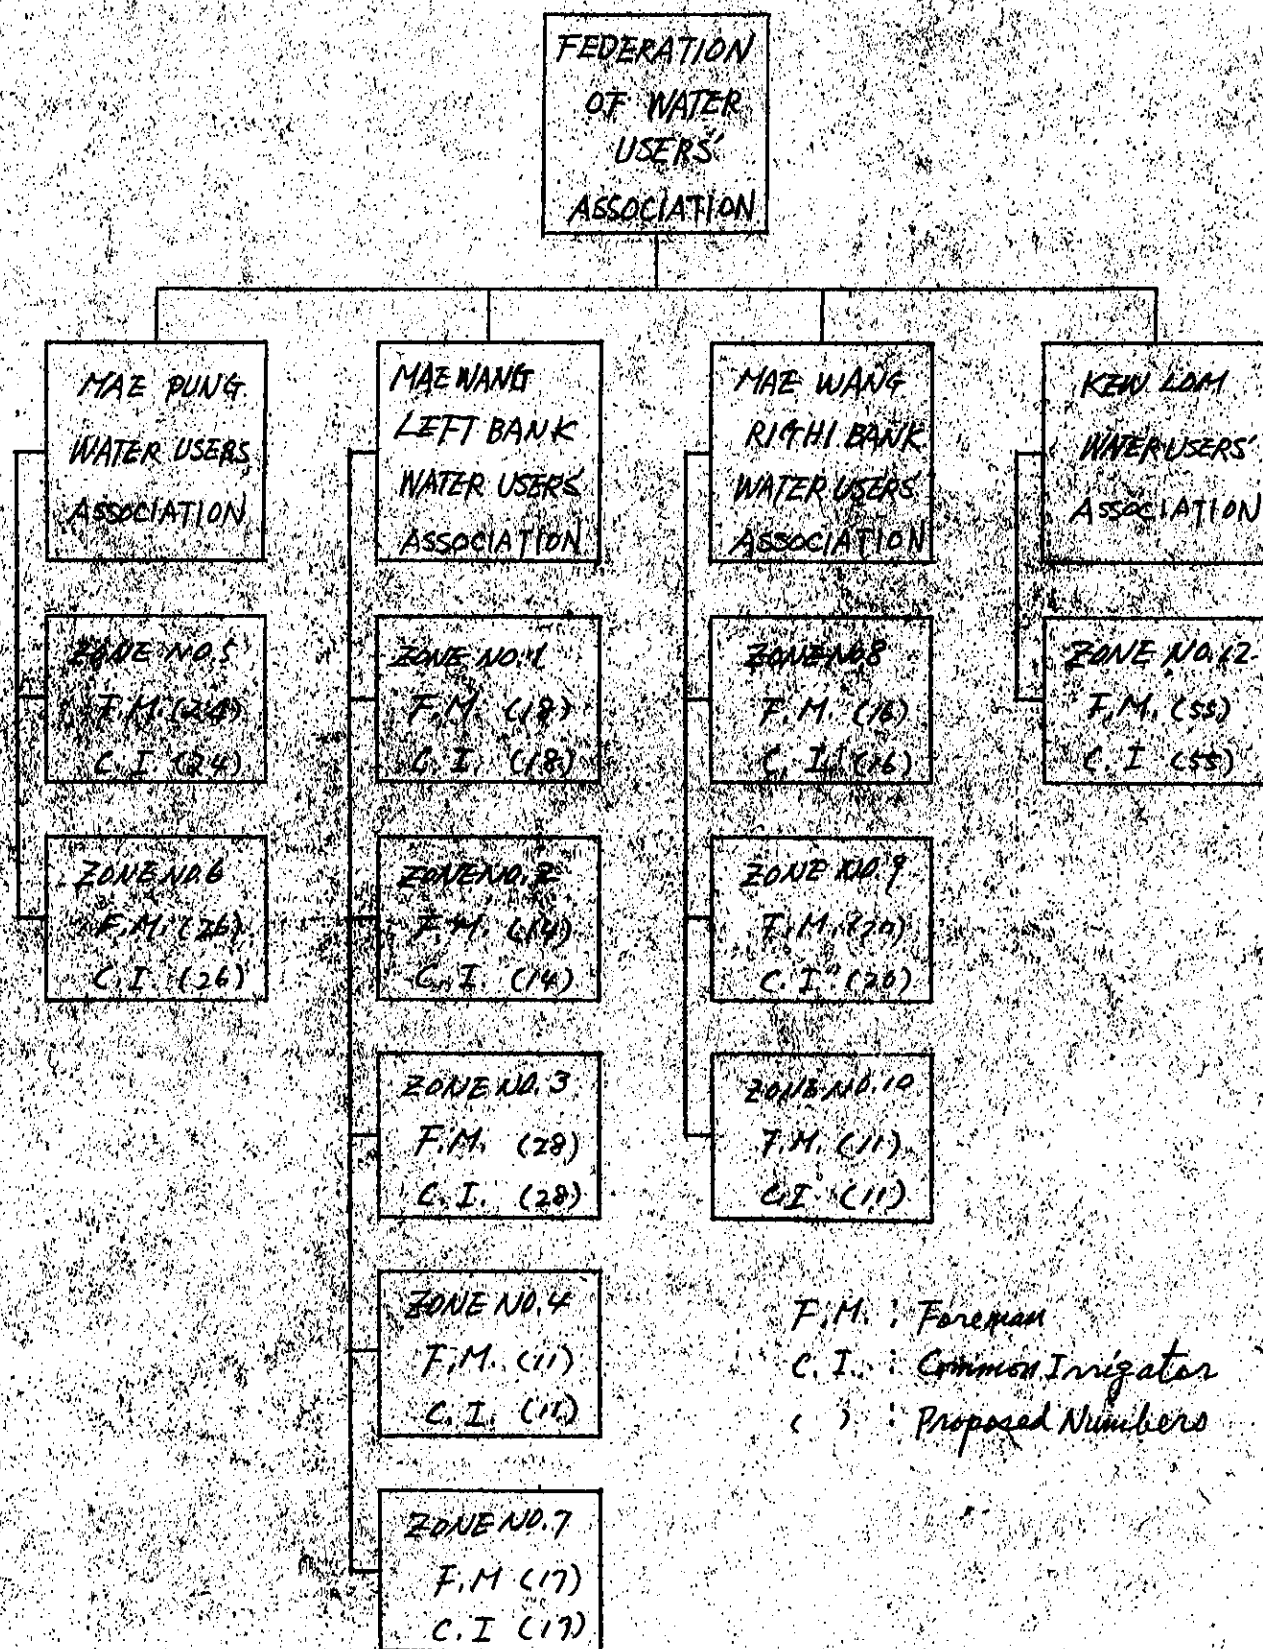 FEDERATION
OF WATER
USERS'
ASSOCIATION
MAE PUNG
WATER USERS,
ASSOCIATION
ZONE NO. 5
F.M. (24)
C. I. (24)
ZONE NO. 6
F.M. (26)
C. I. (26)
MAE WANG
LEFT BANK
WATER USERS'
ASSOCIATION
ZONE NO. 1
F.M. (18)
C. I. (18)
ZONE NO. 2
F.M. (14)
C. I. (14)
ZONE NO. 3
F.M. (28)
C. I. (28)
ZONE NO. 4
F.M. (11)
C. I. (11)
ZONE NO. 7
F.M (17)
C. I (17)
MAE WANG
RIGTHI BANK
WATER USERS'
ASSOCIATION
ZONE NO 8
F.M. (16)
C. I. (16)
ZONE NO. 9
F.M. (20)
C. I. (20)
ZONE NO. 10
F.M. (11)
C.I. (11)
KEW LOM
WATER USERS'
ASSOCIATION
ZONE NO. 12
F.M. (55)
C. I (55)
F.M. : Foreman
C. I. : Common Irrigator
( ) : Proposed Numbers